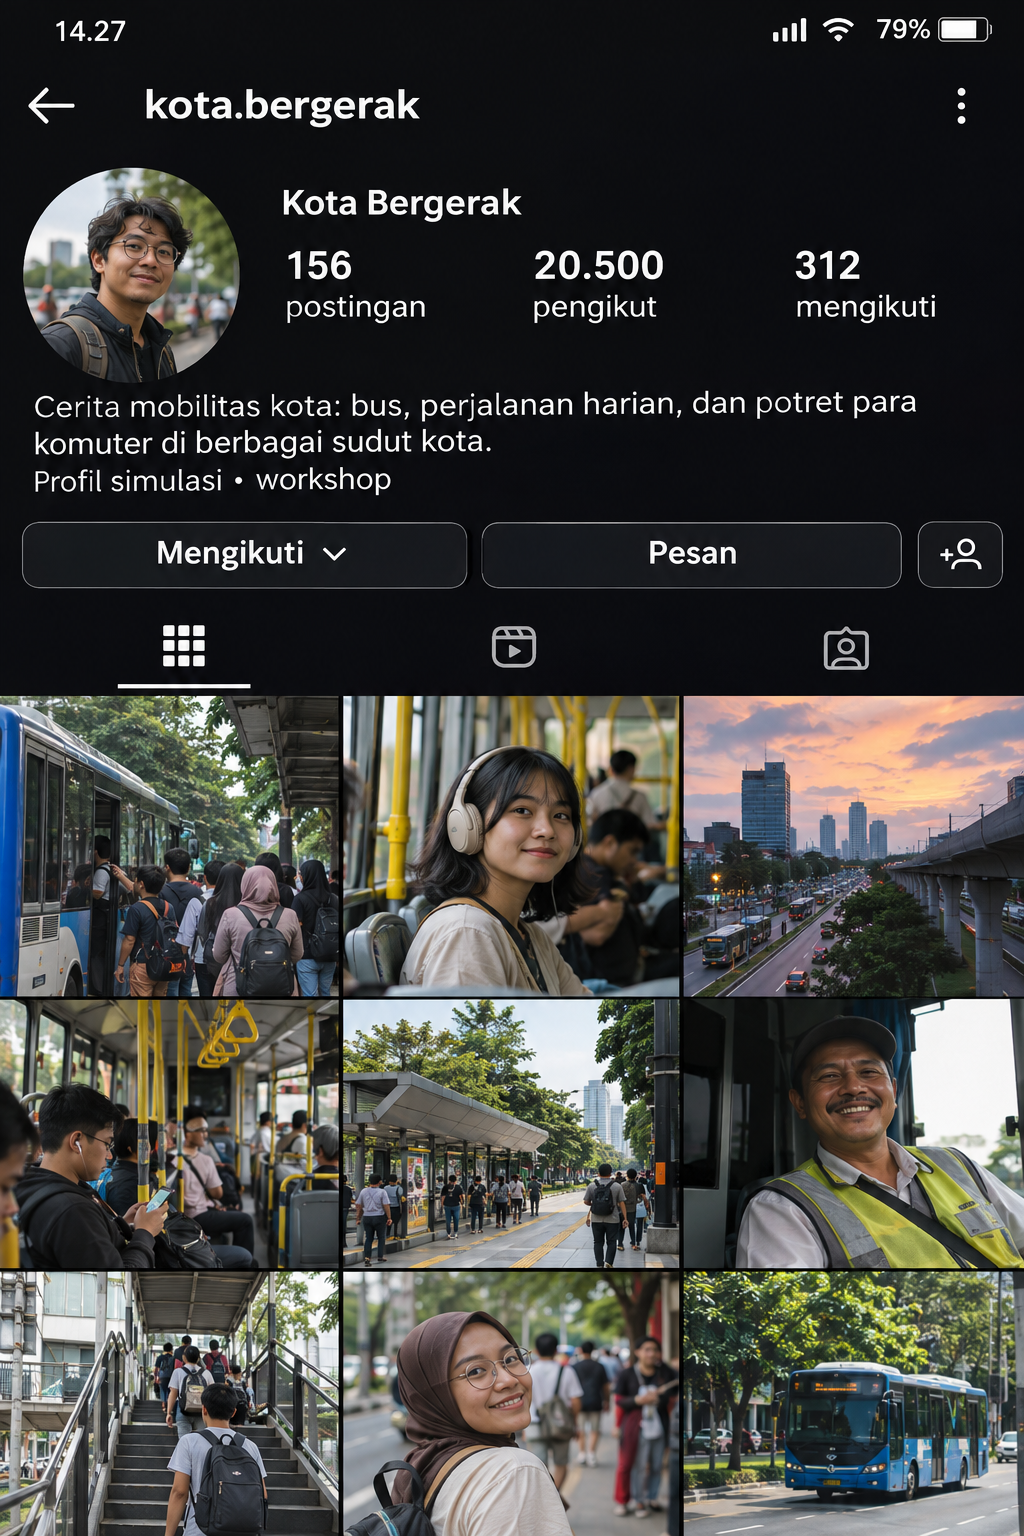 14.27
79%
kota.bergerak
Kota Bergerak
156
20.500
312
postingan
pengikut
mengikuti
Cerita mobilitas kota: bus, perjalanan harian, dan potret para
komuter di berbagai sudut kota.
Profil simulasi • workshop
Mengikuti
Pesan